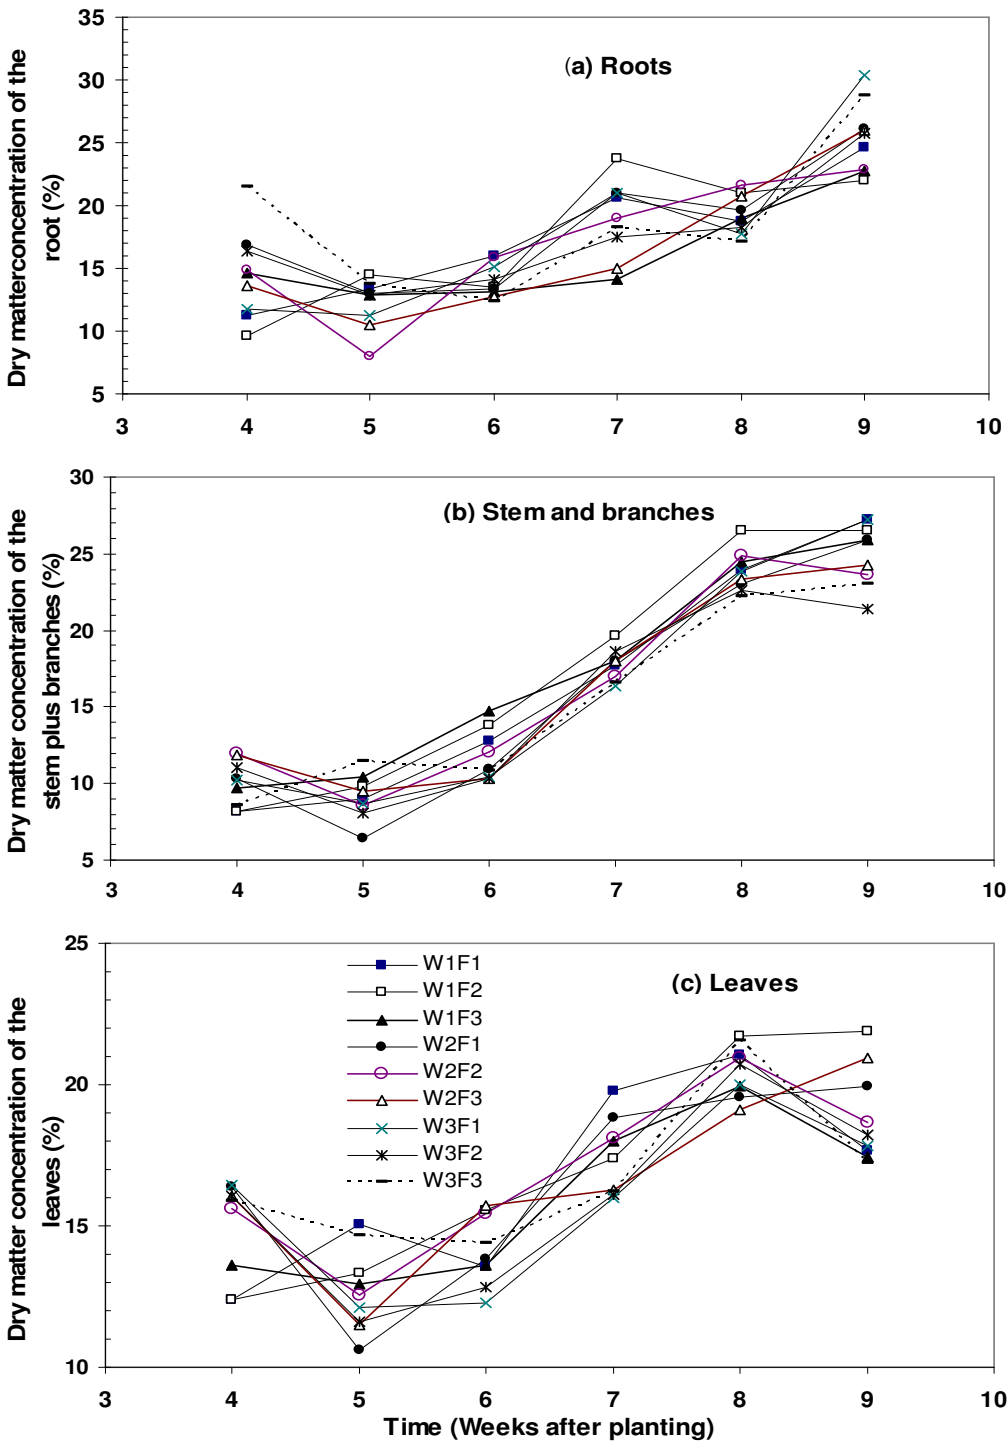 (a) Roots
Dry matterconcentration of the
root (%)
35
30
25
20
15
10
5
3 4 5 6 7 8 9 10
(b) Stem and branches
Dry matter concentration of the
stem plus branches (%)
30
25
20
15
10
5
3 4 5 6 7 8 9 10
(c) Leaves
Dry matter concentration of the
leaves (%)
25
20
15
10
W1F1
W1F2
W1F3
W2F1
W2F2
W2F3
W3F1
W3F2
W3F3
3 4 5 6 7 8 9 10
Time (Weeks after planting)